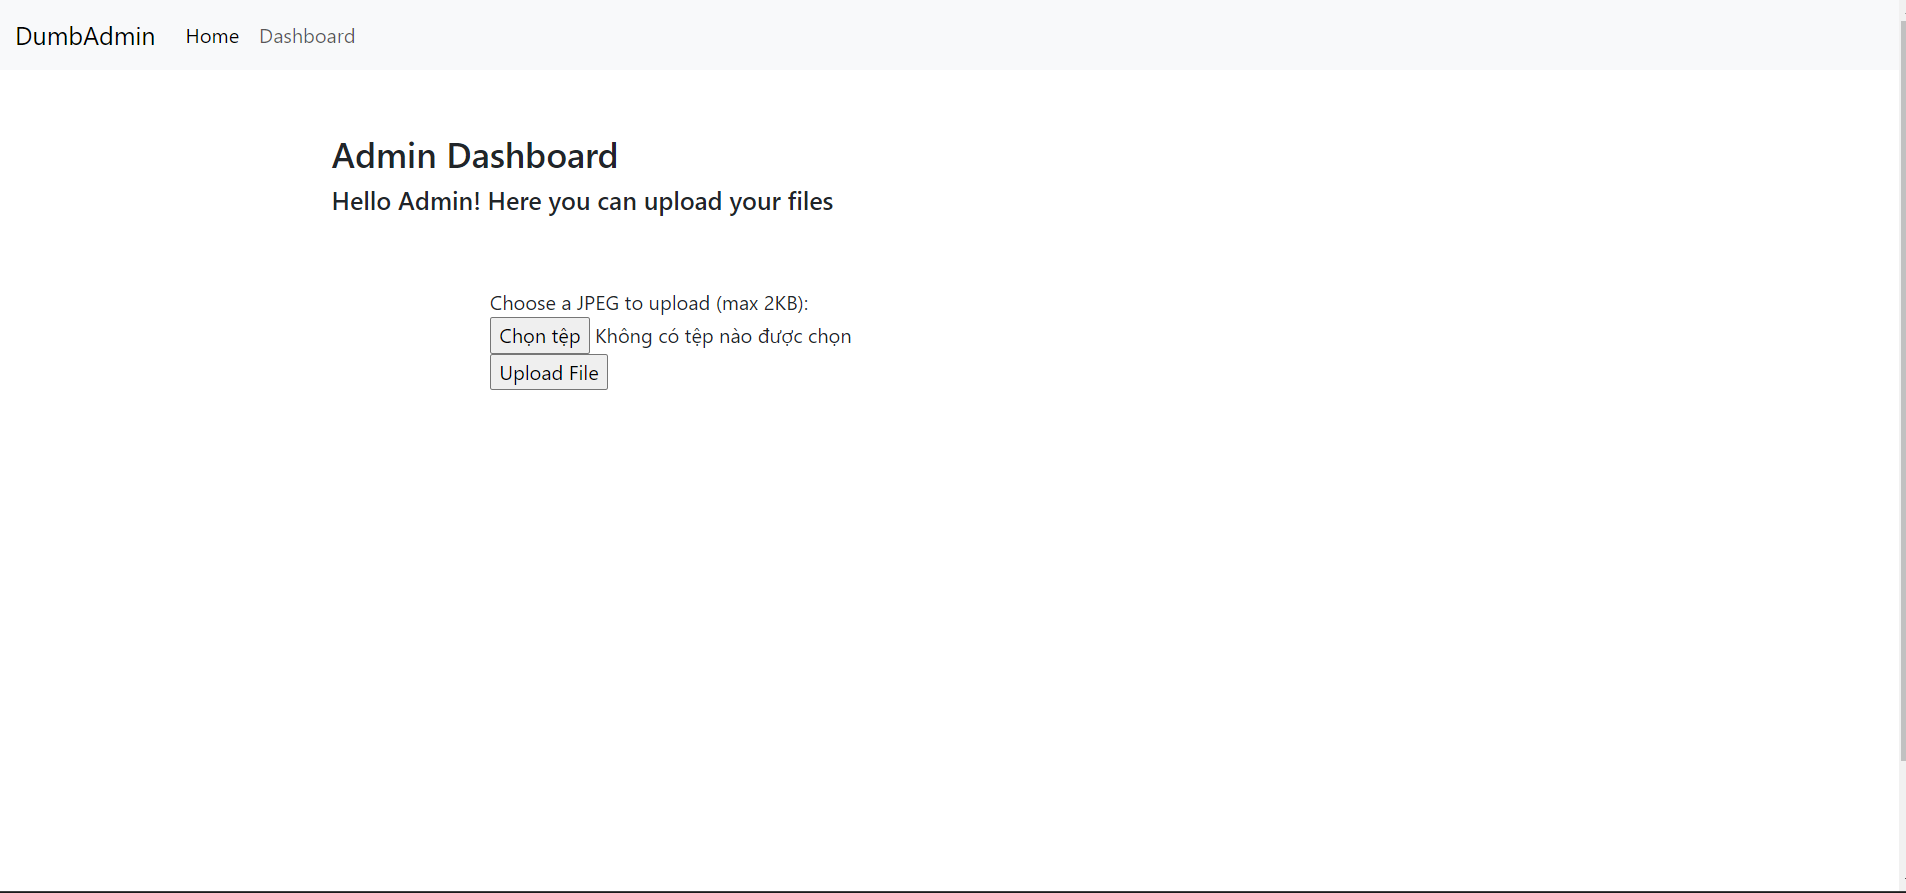 DumbAdmin Home Dashboard
Admin Dashboard
Hello Admin! Here you can upload your files
Choose a JPEG to upload (max 2KB):
Chọn tệp Không có tệp nào được chọn
Upload File